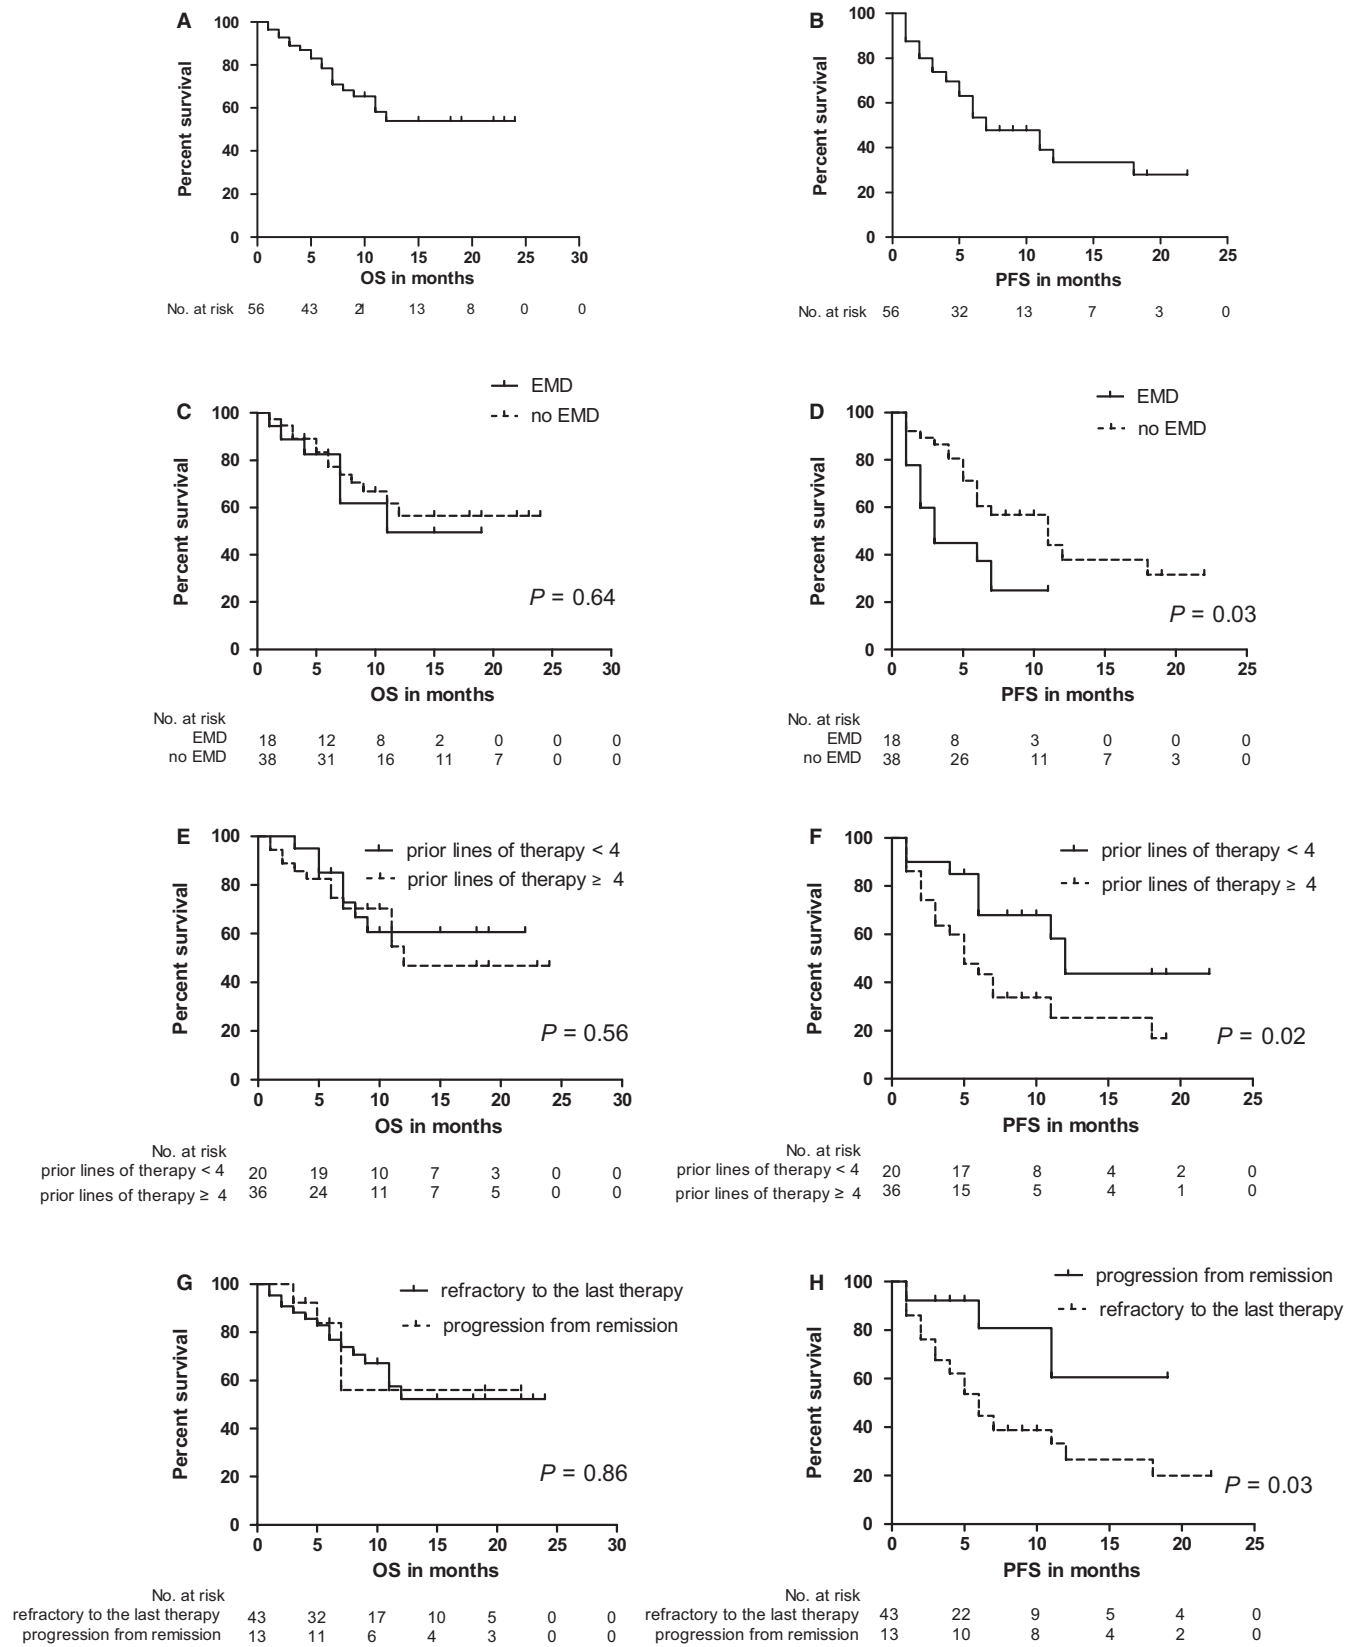 A
Percent survival
100
80
60
40
20
0
0 5 10 15 20 25 30
OS in months
No. at risk 56 43 21 13 8 0 0
B
Percent survival
100
80
60
40
20
0
0 5 10 15 20 25
PFS in months
No. at risk 56 32 13 7 3 0
C
EMD
no EMD
Percent survival
100
80
60
40
20
0
P = 0.64
0 5 10 15 20 25 30
OS in months
No. at risk
EMD 18 12 8 2 0 0 0
no EMD 38 31 16 11 7 0 0
D
EMD
no EMD
Percent survival
100
80
60
40
20
0
P = 0.03
0 5 10 15 20 25
PFS in months
No. at risk
EMD 18 8 3 0 0 0
no EMD 38 26 11 7 3 0
E
prior lines of therapy < 4
prior lines of therapy ≥ 4
Percent survival
100
80
60
40
20
0
P = 0.56
0 5 10 15 20 25 30
OS in months
No. at risk
prior lines of therapy < 4 20 19 10 7 3 0 0
prior lines of therapy ≥ 4 36 24 11 7 5 0 0
F
prior lines of therapy < 4
prior lines of therapy ≥ 4
Percent survival
100
80
60
40
20
0
P = 0.02
0 5 10 15 20 25
PFS in months
No. at risk
prior lines of therapy < 4 20 17 8 4 2 0
prior lines of therapy ≥ 4 36 15 5 4 1 0
G
refractory to the last therapy
progression from remission
Percent survival
100
80
60
40
20
0
P = 0.86
0 5 10 15 20 25 30
OS in months
No. at risk
refractory to the last therapy 43 32 17 10 5 0 0
progression from remission 13 11 6 4 3 0 0
H
progression from remission
refractory to the last therapy
Percent survival
100
80
60
40
20
0
P = 0.03
0 5 10 15 20 25
PFS in months
No. at risk
refractory to the last therapy 43 22 9 5 4 0
progression from remission 13 10 8 4 2 0